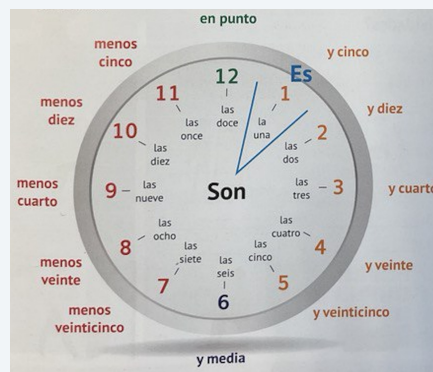 en punto
menos
cinco
y cinco
Es
12
11
1
las
doce
las
once
la
una
menos
diez
y diez
10
2
las
diez
las
dos
menos
cuarto
9
las
nueve
Son
las
tres
3
y cuarto
las
ocho
las
cuatro
8
4
las
siete
las
seis
las
cinco
menos
veinte
y veinte
7
6
5
menos
veinticinco
y veinticinco
y media